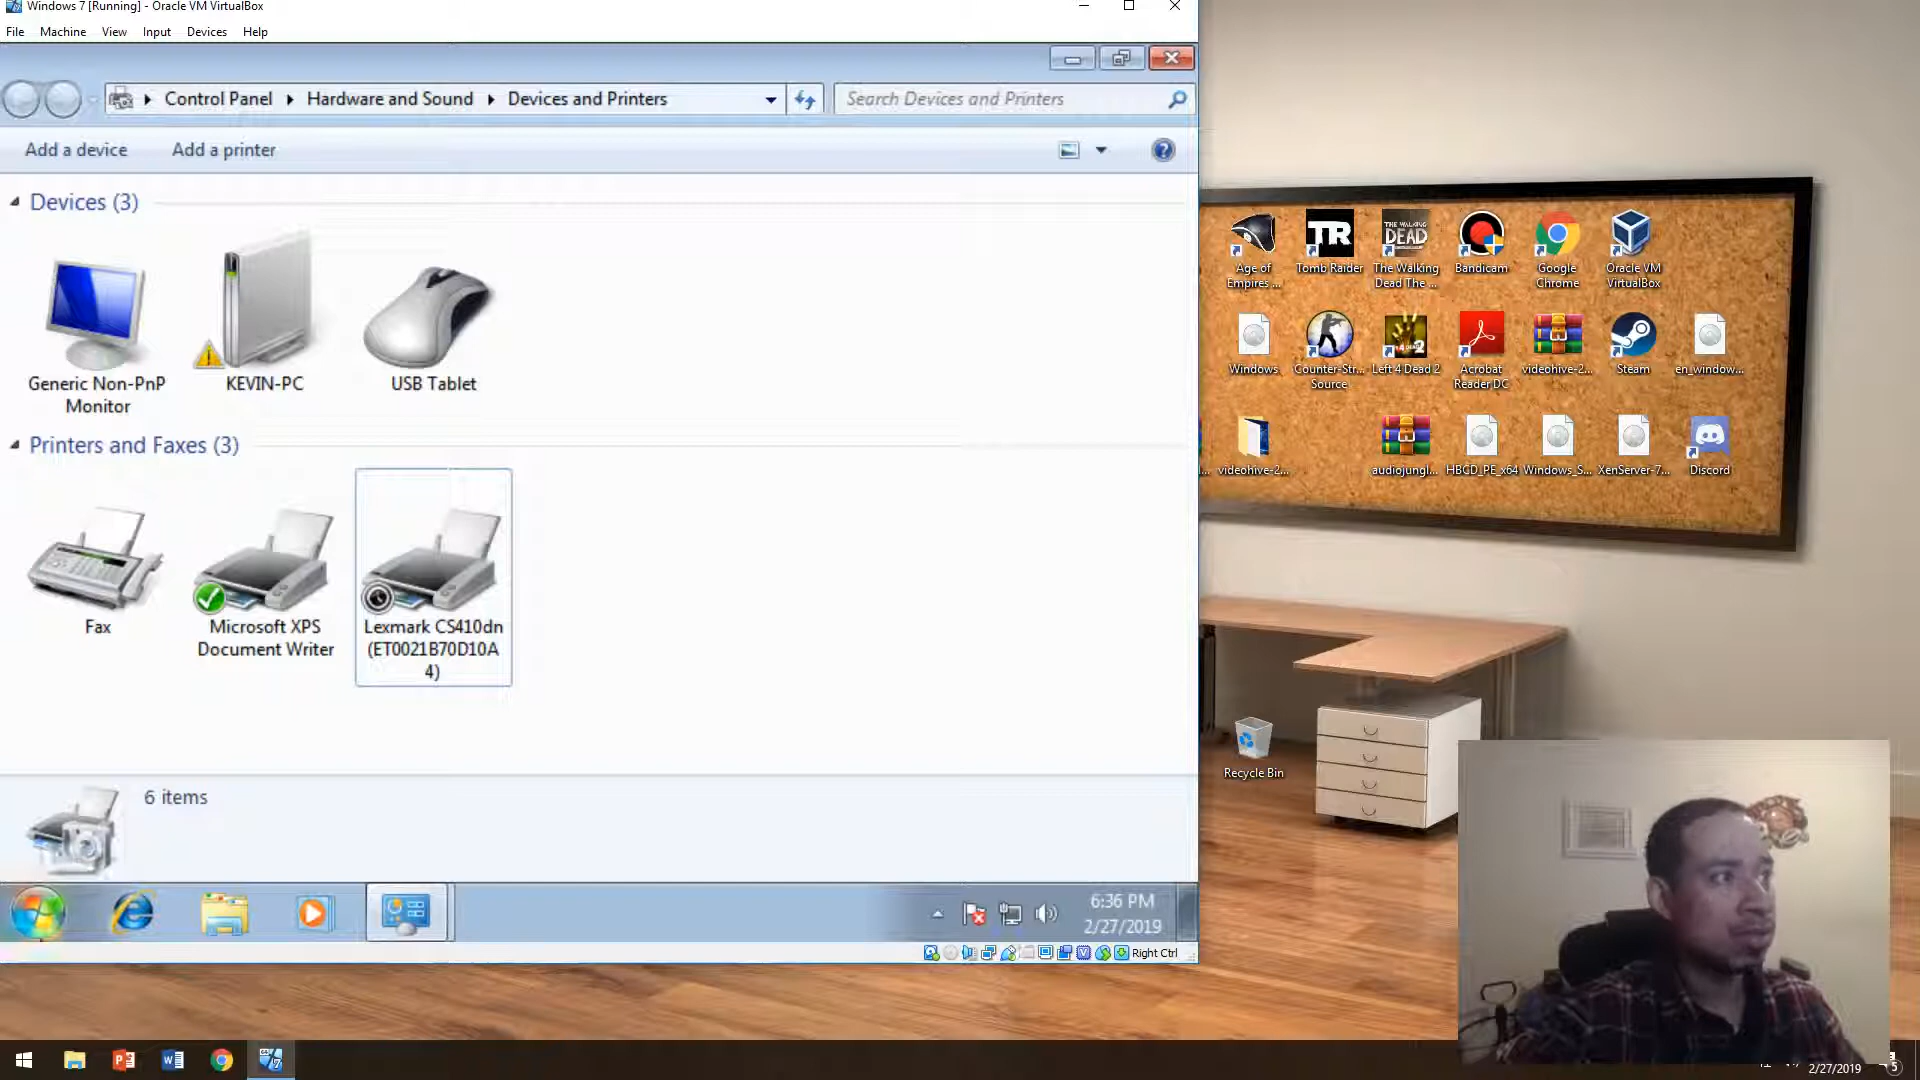 Windows 7 [Running] - Oracle VM VirtualBox
File Machine View Input Devices Help
Control Panel Hardware and Sound Devices and Printers
Search Devices and Printers
Add a device Add a printer
Devices (3)
Generic Non-PnP
Monitor
KEVIN-PC
USB Tablet
Printers and Faxes (3)
Fax
Microsoft XPS
Document Writer
Lexmark CS410dn
(ET0021B70D10A
4)
6 items
6:36 PM
2/27/2019
Right Ctrl
Age of
Empires ...
TR
Tomb Raider
THE WALKING
DEAD
The Walking
Dead The ...
Bandicam
Google
Chrome
Oracle VM
VirtualBox
Windows
Counter-Str...
Source
Left 4 Dead 2
Acrobat
Reader DC
videohive-2...
Steam
en_window...
videohive-2...
audiojungl...
HBCD_PE_x64
Windows_S...
XenServer-7...
Discord
Recycle Bin
2/27/2019
5